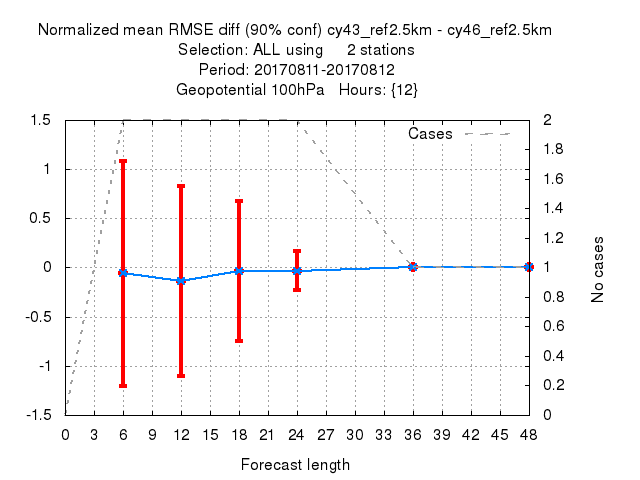 Normalized mean RMSE diff (90% conf) cy43_ref2.5km - cy46_ref2.5km
Selection: ALL using 2 stations
Period: 20170811-20170812
Geopotential 100hPa Hours: {12}
Cases
1.5
1
0.5
0
-0.5
-1
-1.5
2
1.8
1.6
1.4
1.2
1
0.8
0.6
0.4
0.2
0
No cases
0 3 6 9 12 15 18 21 24 27 30 33 36 39 42 45 48
Forecast length